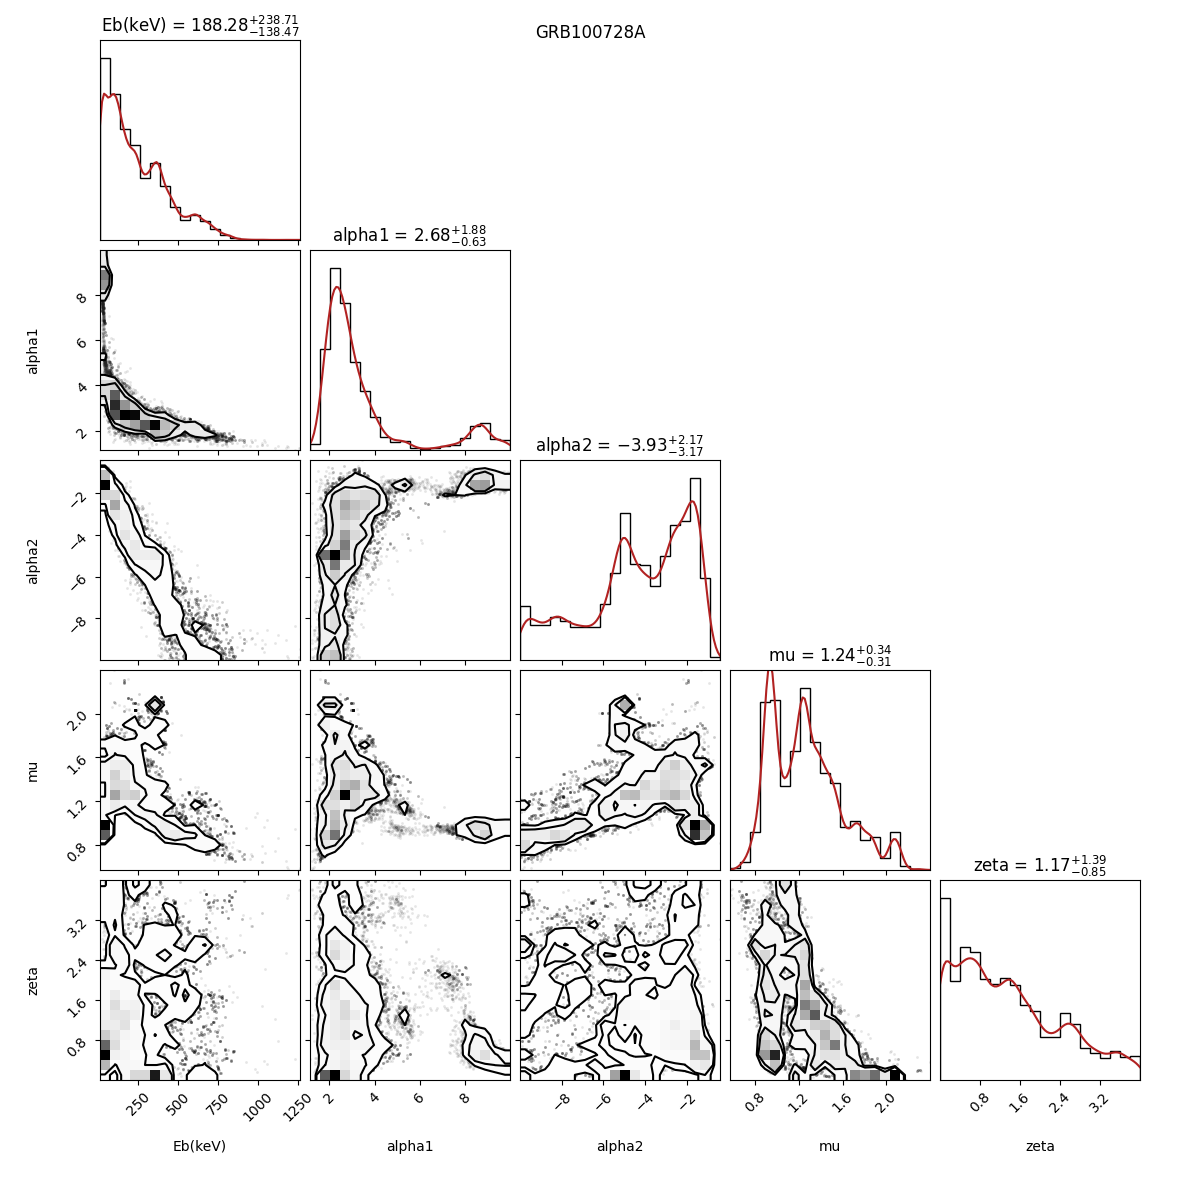 Eb(keV) = 188.28+238.71−138.47
GRB100728A
alpha1 = 2.68+1.88−0.63
8
6
4
2
alpha1
alpha2 = −3.93+2.17−3.17
−2
−4
−6
−8
alpha2
mu = 1.24+0.34−0.31
2.0
1.6
1.2
0.8
mu
zeta = 1.17+1.39−0.85
3.2
2.4
1.6
0.8
zeta
250 500 750 1000 1250
2 4 6 8
−8 −6 −4 −2
0.8 1.2 1.6 2.0
0.8 1.6 2.4 3.2
Eb(keV) alpha1 alpha2 mu zeta